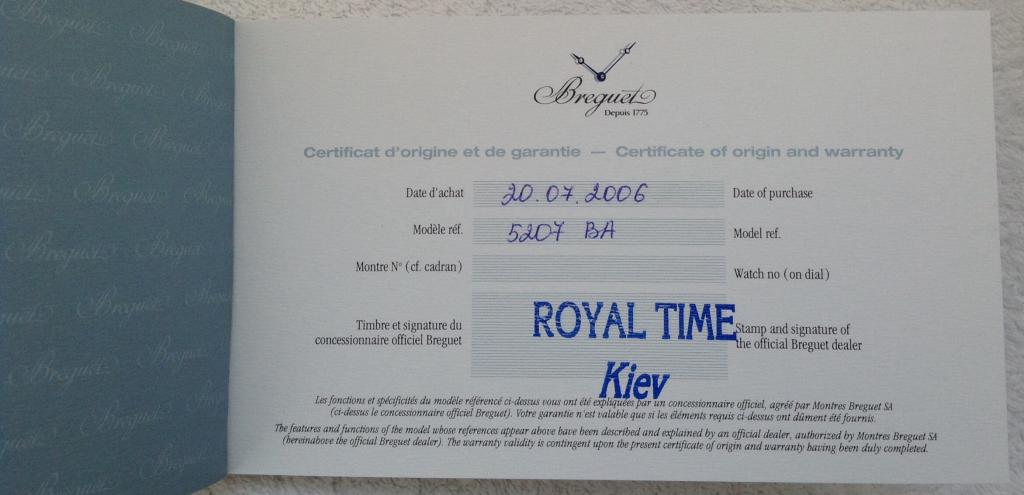 Breguet
Depuis 1775
Certificat d'origine et de garantie — Certificate of origin and warranty
Date d'achat 20.07.2006 Date of purchase
Modèle réf. 5207 BA Model ref.
Montre N° (cf. cadran) Watch no (on dial)
Timbre et signature du
concessionnaire officiel Breguet
ROYAL TIME
Kiev
Stamp and signature of
the official Breguet dealer
Les fonctions et spécificités du modèle référencé ci-dessus vous ont été expliquées par un concessionnaire officiel, agréé par Montres Breguet SA
(ci-dessus le concessionnaire officiel Breguet). Votre garantie n'est valable que si les éléments requis ci-dessus ont dûment été fournis.
The features and functions of the model whose references appear above have been described and explained by an official dealer, authorized by Montres Breguet SA
(hereinabove the official Breguet dealer). The warranty validity is contingent upon the present certificate of origin and warranty having been duly completed.